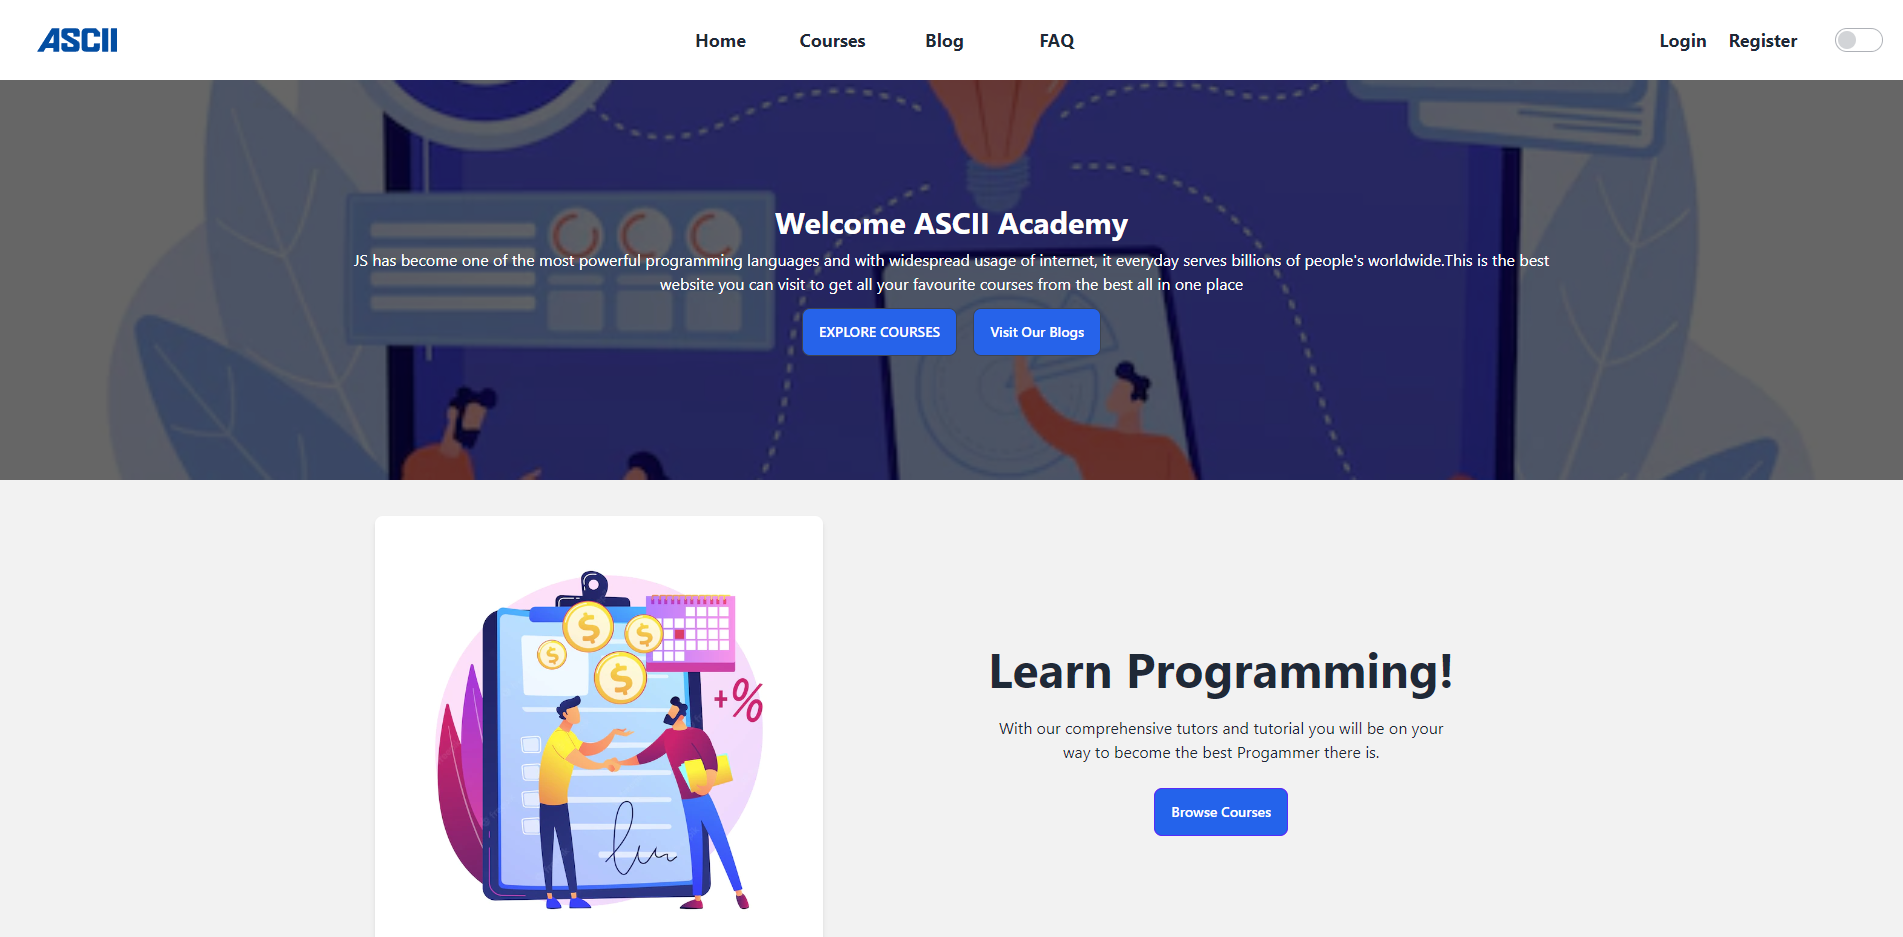 ASCII
Home Courses Blog FAQ
Login Register
Welcome ASCII Academy
JS has become one of the most powerful programming languages and with widespread usage of internet, it everyday serves billions of people's worldwide.This is the best
website you can visit to get all your favourite courses from the best all in one place
EXPLORE COURSES Visit Our Blogs
$ $ $ $
+%
Learn Programming!
With our comprehensive tutors and tutorial you will be on your
way to become the best Progammer there is.
Browse Courses